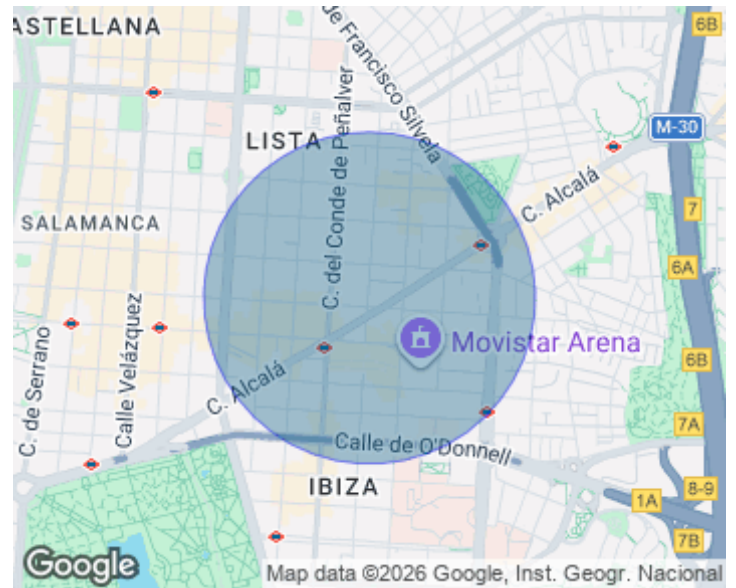 ASTELLANA
de Francisco Silvela
6B
LISTA
C. del Conde de Peñalver
M-30
C. Alcalá
7
SALAMANCA
6A
Calle Velázquez
C. de Serrano
Movistar Arena
6B
C. Alcalá
7A
Calle de O'Donnell
IBIZA
1A
8-9
7B
Google
Map data ©2026 Google, Inst. Geogr. Nacional